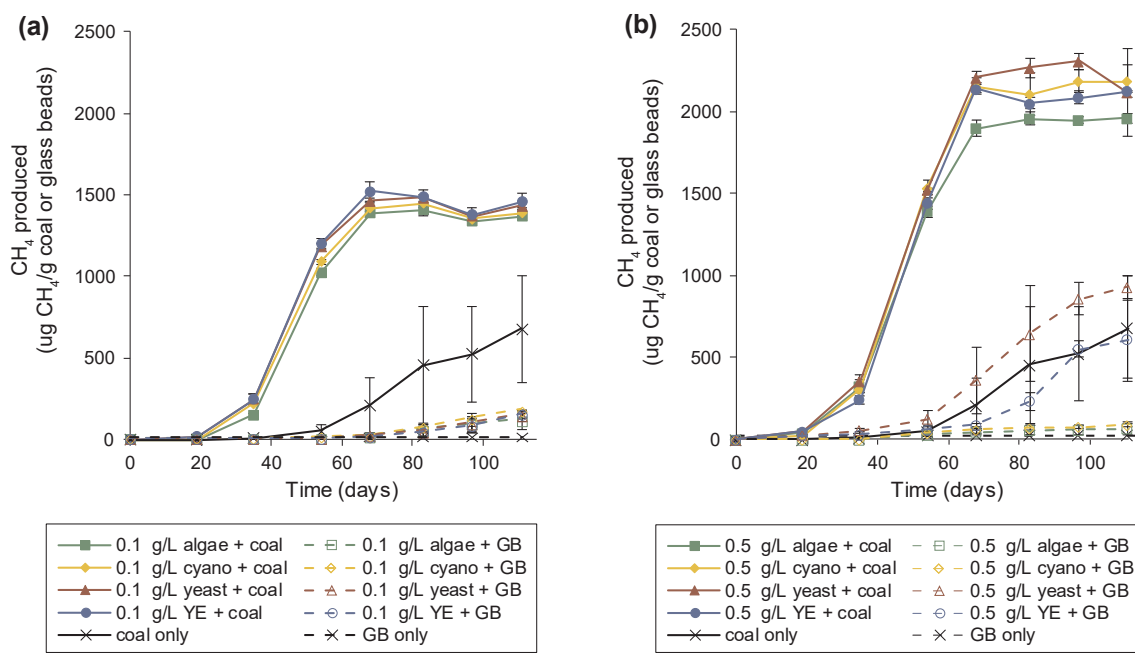 (a)
2500
2000
1500
1000
500
0
0 20 40 60 80 100
Time (days)
CH₄ produced
(ug CH₄/g coal or glass beads)
0.1 g/L algae + coal 0.1 g/L algae + GB
0.1 g/L cyano + coal 0.1 g/L cyano + GB
0.1 g/L yeast + coal 0.1 g/L yeast + GB
0.1 g/L YE + coal 0.1 g/L YE + GB
coal only GB only
(b)
2500
2000
1500
1000
500
0
0 20 40 60 80 100
Time (days)
CH₄ produced
(ug CH₄/g coal or glass beads)
0.5 g/L algae + coal 0.5 g/L algae + GB
0.5 g/L cyano + coal 0.5 g/L cyano + GB
0.5 g/L yeast + coal 0.5 g/L yeast + GB
0.5 g/L YE + coal 0.5 g/L YE + GB
coal only GB only